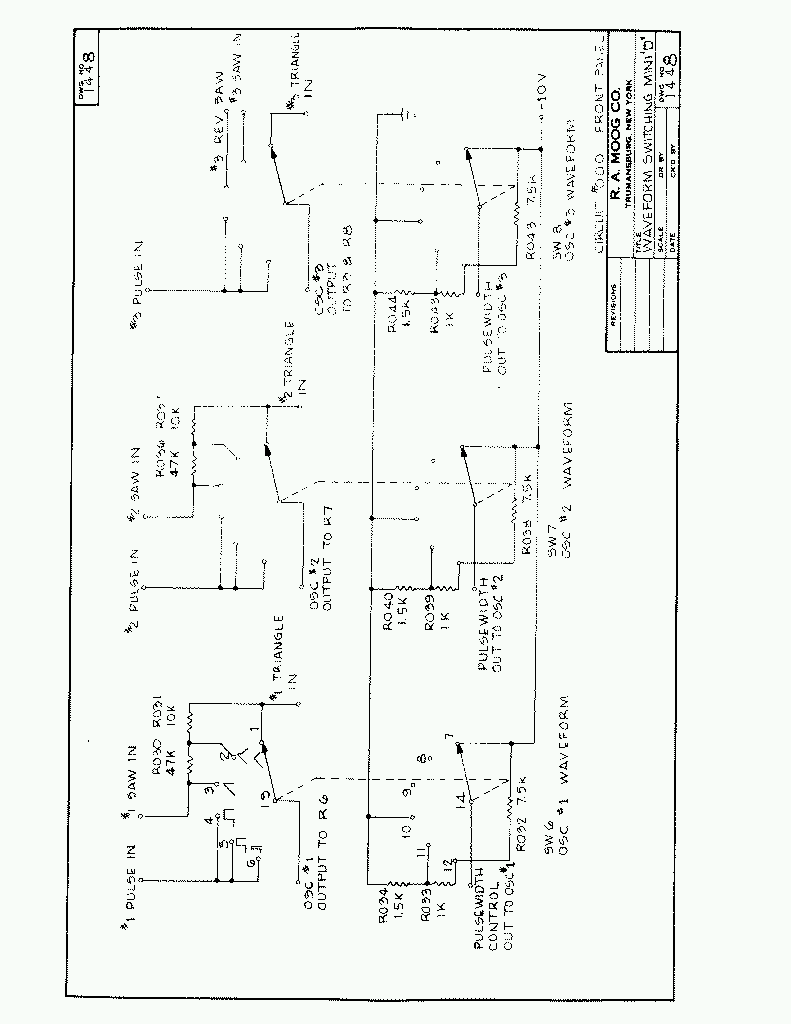 DWG NO
1448
#1 PULSE IN
#1 SAW IN
R030 R031
47K 10K
#1 TRIANGLE
IN
1
2
3
4
5
6
13
OSC #1
OUTPUT TO R6
#2 PULSE IN
#2 SAW IN
47K 10K
#2 TRIANGLE
IN
OSC #2
OUTPUT TO R7
#3 PULSE IN
#3 REV SAW
#3 SAW IN
#3 TRIANGLE
IN
OSC #3
OUTPUT
TO R3 & R8
R034
1.5K
R033
1K
7
8
9
10
11
12
14
PULSEWIDTH
CONTROL
OUT TO OSC #1
R032 7.5K
SW 6
OSC #1 WAVEFORM
R040
1.5K
R039
1K
PULSEWIDTH
OUT TO OSC #2
R038 7.5K
SW 7
OSC #2 WAVEFORM
R044
1.5K
1K
PULSEWIDTH
OUT TO OSC #3
R043 7.5K
SW 8
OSC #3 WAVEFORM
-10V
CIRCUIT #000 FRONT PANEL
REVISIONS
R. A. MOOG CO.
TRUMANSBURG, NEW YORK
TITLE
WAVEFORM SWITCHING MINI 'D'
SCALE
DR BY
DWG NO
1448
DATE
CK'D BY